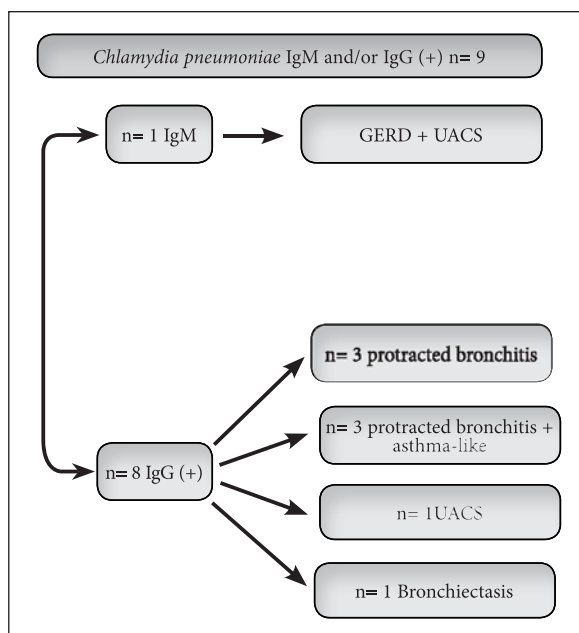 Chlamydia pneumoniae IgM and/or IgG (+) n= 9
n= 1 IgM
GERD + UACS
n= 3 protracted bronchitis
n= 3 protracted bronchitis +
asthma-like
n= 8 IgG (+)
n= 1UACS
n= 1 Bronchiectasis